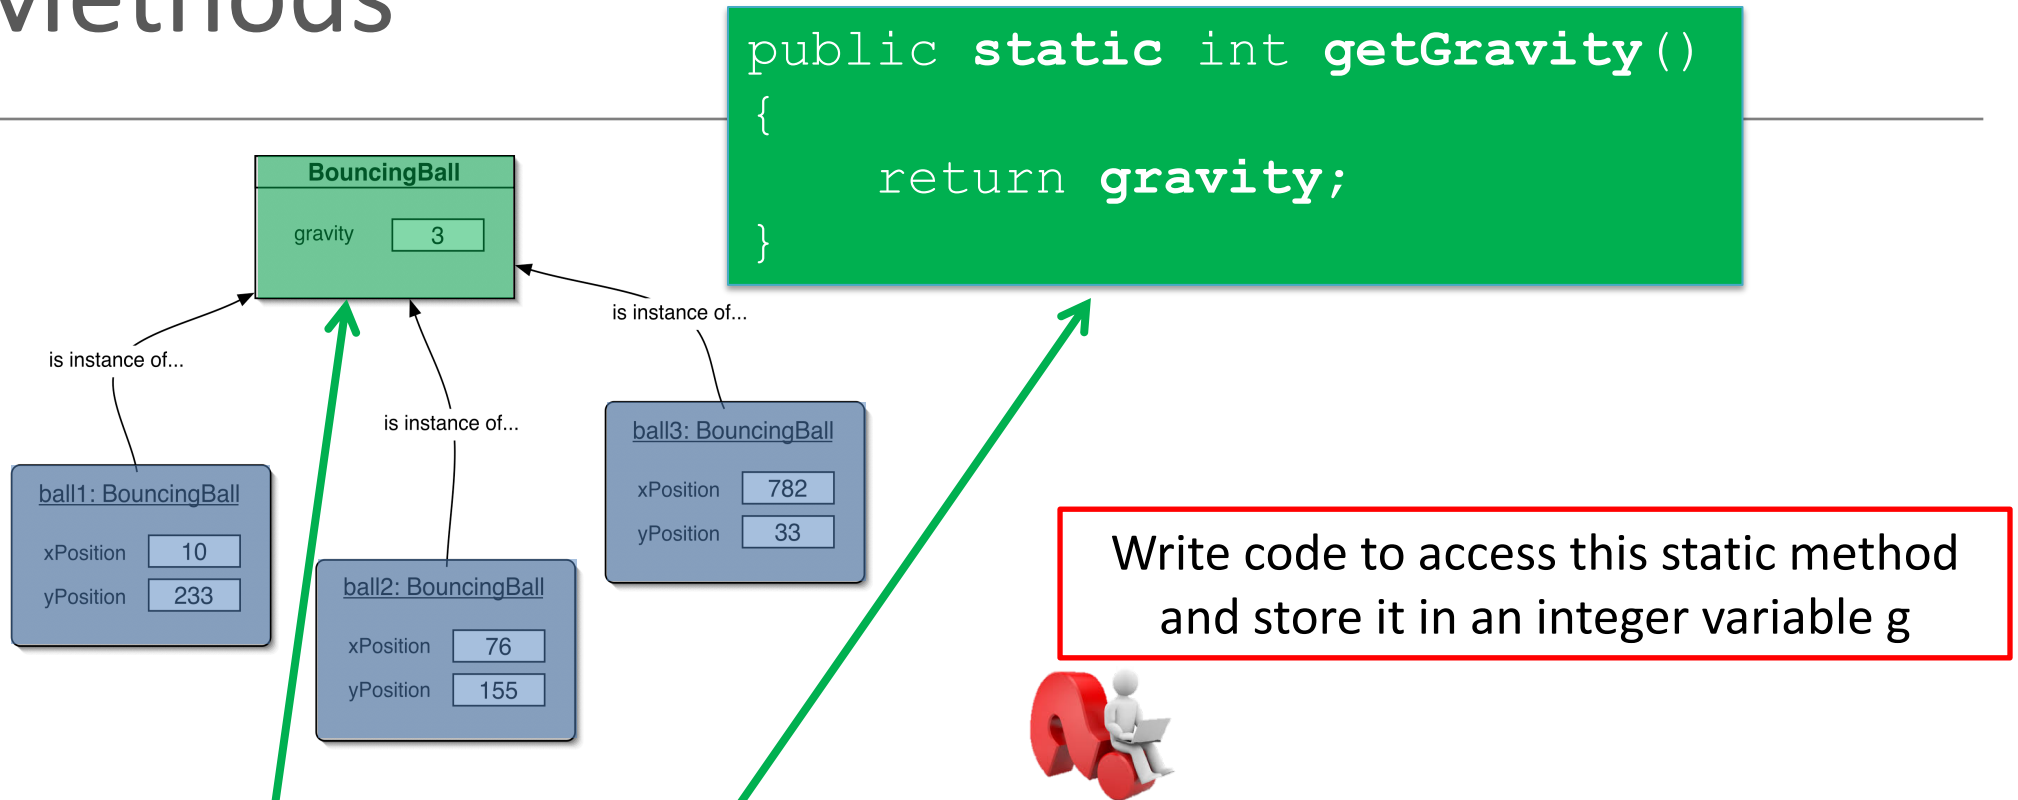 Methods
public static int getGravity()
{
return gravity;
}
BouncingBall
gravity 3
is instance of...
is instance of...
is instance of...
ball1: BouncingBall
xPosition 10
yPosition 233
ball2: BouncingBall
xPosition 76
yPosition 155
ball3: BouncingBall
xPosition 782
yPosition 33
Write code to access this static method
and store it in an integer variable g